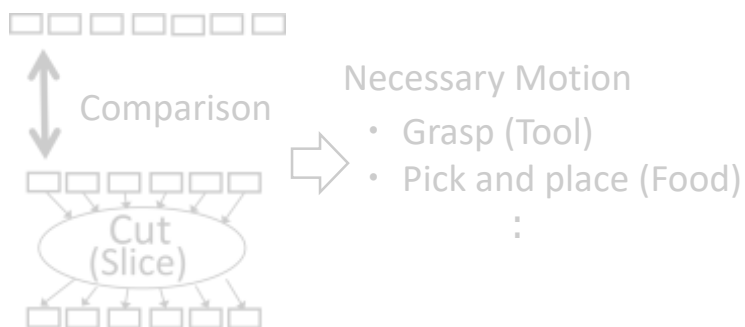 Comparison
Cut
(Slice)
Necessary Motion
・ Grasp (Tool)
・ Pick and place (Food)
: